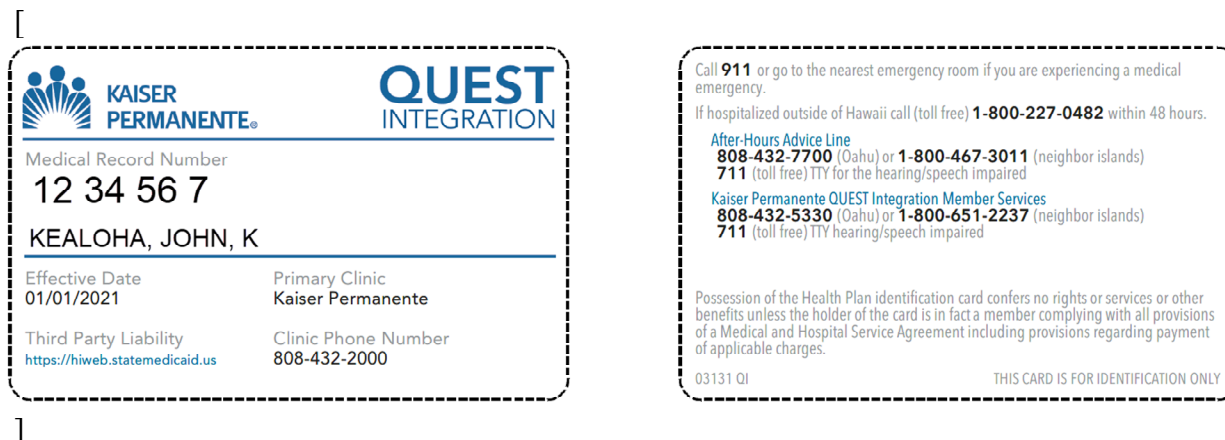 [
KAISER
PERMANENTE®
QUEST
INTEGRATION
Medical Record Number
12 34 56 7
KEALOHA, JOHN, K
Effective Date
01/01/2021
Primary Clinic
Kaiser Permanente
Third Party Liability
https://hiweb.statemedicaid.us
Clinic Phone Number
808-432-2000
Call 911 or go to the nearest emergency room if you are experiencing a medical
emergency.
If hospitalized outside of Hawaii call (toll free) 1-800-227-0482 within 48 hours.
After-Hours Advice Line
808-432-7700 (Oahu) or 1-800-467-3011 (neighbor islands)
711 (toll free) TTY for the hearing/speech impaired
Kaiser Permanente QUEST Integration Member Services
808-432-5330 (Oahu) or 1-800-651-2237 (neighbor islands)
711 (toll free) TTY hearing/speech impaired
Possession of the Health Plan identification card confers no rights or services or other
benefits unless the holder of the card is in fact a member complying with all provisions
of a Medical and Hospital Service Agreement including provisions regarding payment
of applicable charges.
03131 QI
THIS CARD IS FOR IDENTIFICATION ONLY
]